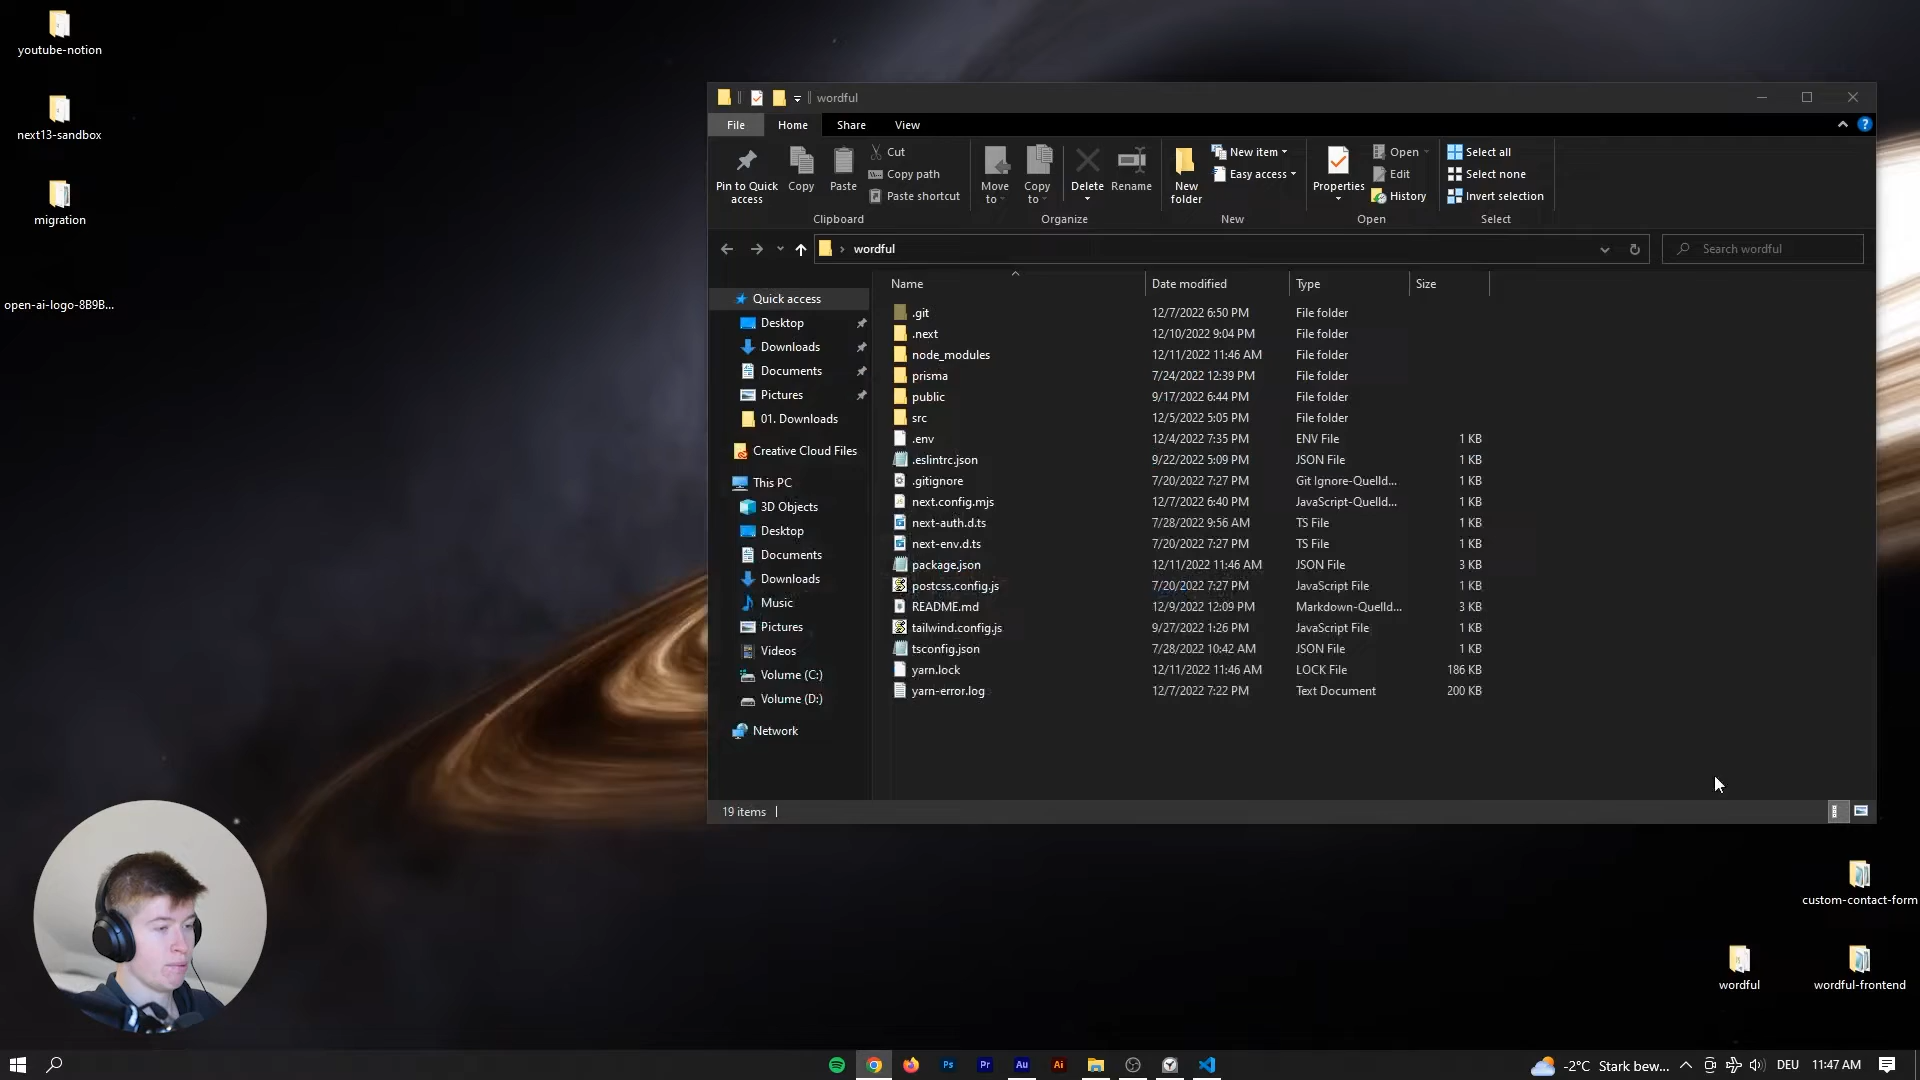 youtube-notion
next13-sandbox
migration
open-ai-logo-8B9B...
wordful
File Home Share View
Pin to Quick access
Copy
Paste
Cut
Copy path
Paste shortcut
Clipboard
Move to
Copy to
Delete
Rename
Organize
New folder
New item
Easy access
New
Properties
Open
Edit
History
Open
Select all
Select none
Invert selection
Select
wordful
Search wordful
Quick access
Desktop
Downloads
Documents
Pictures
01. Downloads
Creative Cloud Files
This PC
3D Objects
Desktop
Documents
Downloads
Music
Pictures
Videos
Volume (C:)
Volume (D:)
Network
Name Date modified Type Size
.git 12/7/2022 6:50 PM File folder
.next 12/10/2022 9:04 PM File folder
node_modules 12/11/2022 11:46 AM File folder
prisma 7/24/2022 12:39 PM File folder
public 9/17/2022 6:44 PM File folder
src 12/5/2022 5:05 PM File folder
.env 12/4/2022 7:35 PM ENV File 1 KB
.eslintrc.json 9/22/2022 5:09 PM JSON File 1 KB
.gitignore 7/20/2022 7:27 PM Git Ignore-Quelld... 1 KB
next.config.mjs 12/7/2022 6:40 PM JavaScript-Quelld... 1 KB
next-auth.d.ts 7/28/2022 9:56 AM TS File 1 KB
next-env.d.ts 7/20/2022 7:27 PM TS File 1 KB
package.json 12/11/2022 11:46 AM JSON File 3 KB
postcss.config.js 7/20/2022 7:27 PM JavaScript File 1 KB
README.md 12/9/2022 12:09 PM Markdown-Quelld... 3 KB
tailwind.config.js 9/27/2022 1:26 PM JavaScript File 1 KB
tsconfig.json 7/28/2022 10:42 AM JSON File 1 KB
yarn.lock 12/11/2022 11:46 AM LOCK File 186 KB
yarn-error.log 12/7/2022 7:22 PM Text Document 200 KB
19 items
custom-contact-form
wordful
wordful-frontend
Ps
Pr
Au
Ai
-2°C Stark bew...
DEU
11:47 AM